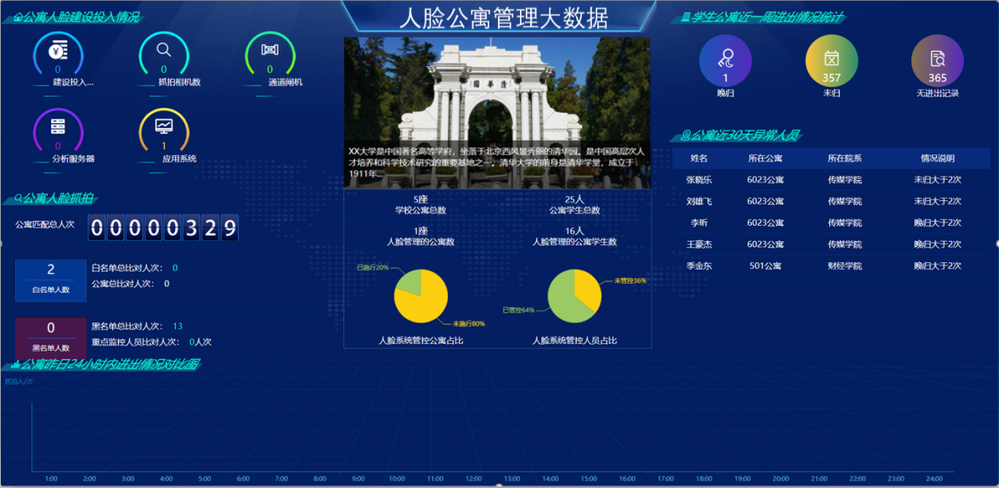 人脸公寓管理大数据
公寓人脸建设投入情况
0
建设投入...
0
抓拍相机数
0
通道闸机
0
分析服务器
1
应用系统
公寓人脸抓拍
公寓匹配总人次
00000329
2
白名单人数
白名单总比对人次： 0
公寓总比对人次： 0
0
黑名单人数
黑名单总比对人次： 13
重点监控人员比对人次： 0人次
清华园
XX大学是中国著名高等学府，坐落于北京西风景秀丽的清华园。是中国高层次人
才培养和科学技术研究的重要基地之一。清华大学的前身是清华学堂，成立于
1911年...
5座
学校公寓总数
25人
公寓学生总数
1座
人脸管理的公寓数
16人
人脸管理的公寓学生数
已施行20%
未施行80%
人脸系统管控公寓占比
未管控36%
已管控64%
人脸系统管控人员占比
学生公寓近一周进出情况统计
1
晚归
357
未归
365
无进出记录
公寓近30天异常人员
姓名 所在公寓 所在院系 情况说明
张晓乐 6023公寓 传媒学院 未归大于2次
刘雄飞 6023公寓 传媒学院 未归大于2次
李昕 6023公寓 传媒学院 晚归大于2次
王豪杰 6023公寓 传媒学院 晚归大于2次
季金东 501公寓 财经学院 晚归大于2次
公寓昨日24小时内进出情况对比图
抓拍人/次
1:00 2:00 3:00 4:00 5:00 6:00 7:00 8:00 9:00 10:00 11:00 12:00 13:00 14:00 15:00 16:00 17:00 18:00 19:00 20:00 21:00 22:00 23:00 24:00